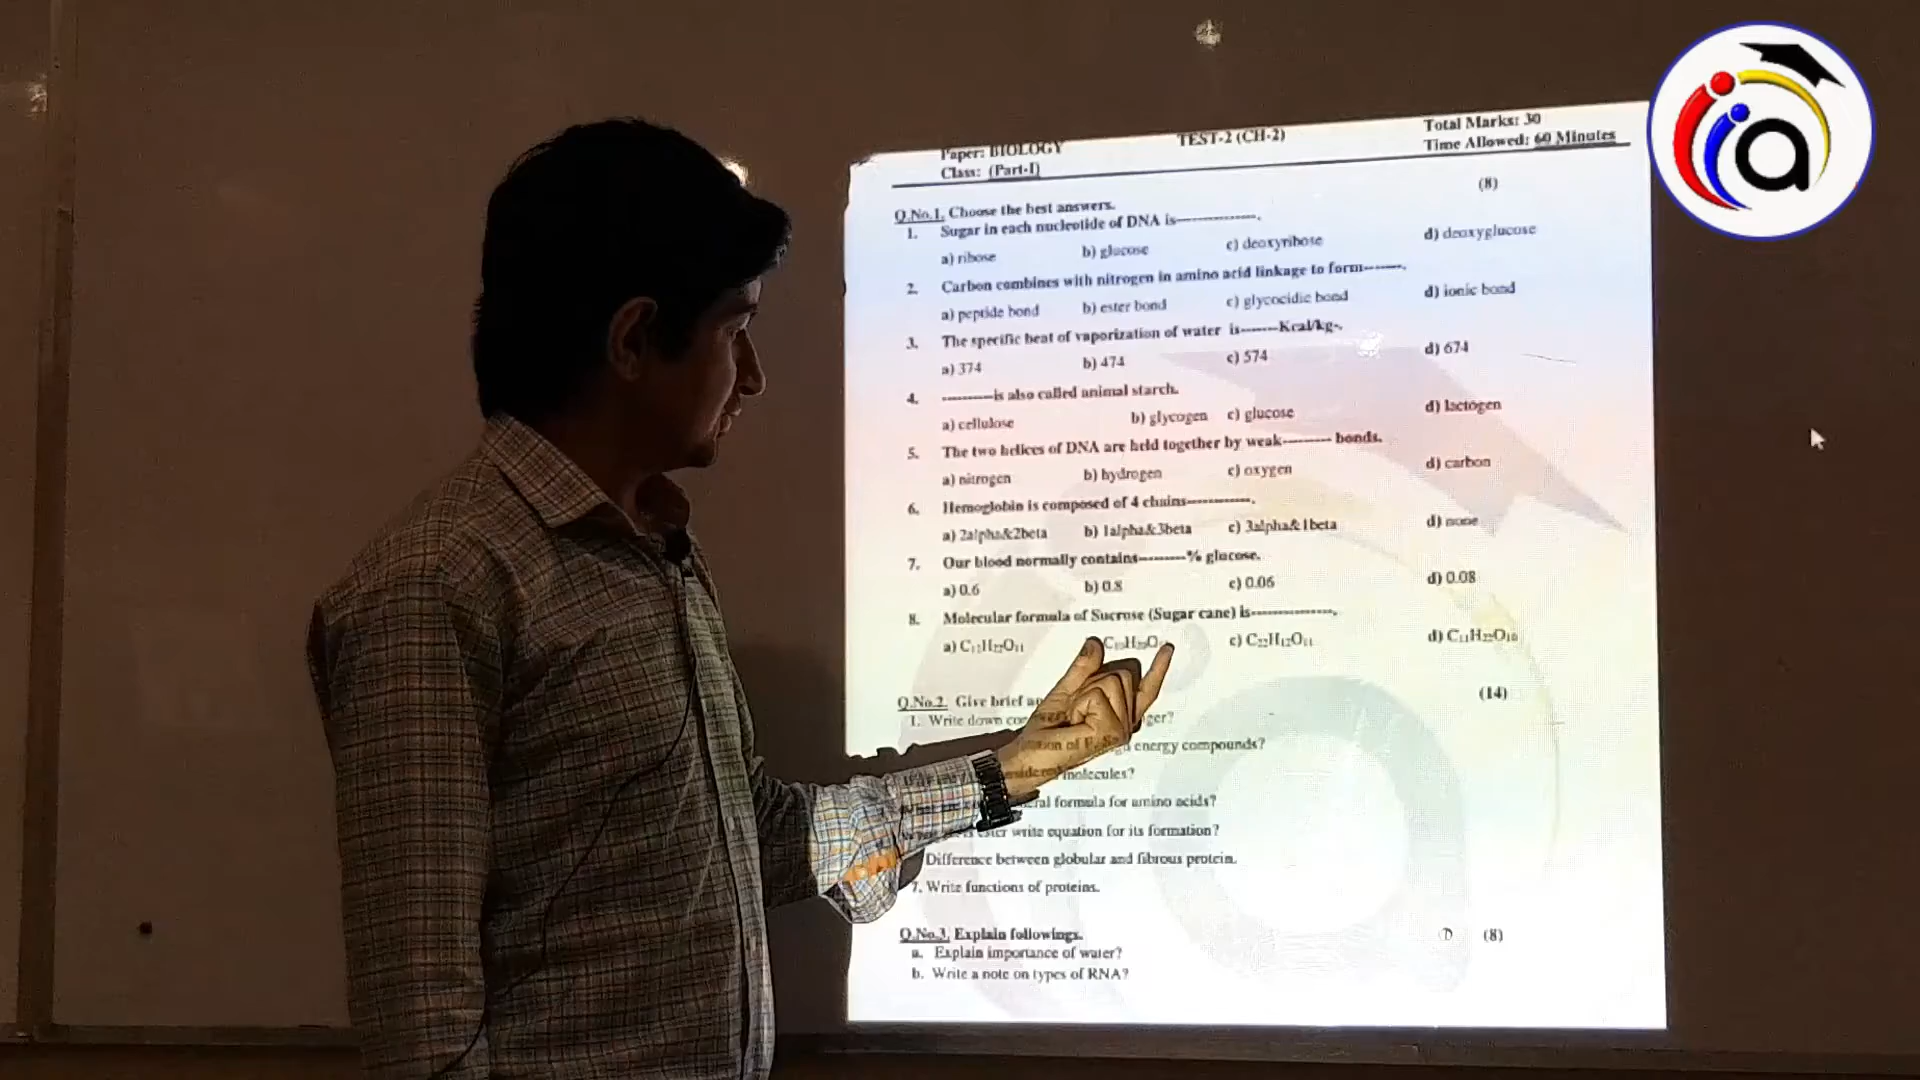 Paper: BIOLOGY TEST-2 (CH-2) Total Marks: 30
Class: (Part-I) Time Allowed: 60 Minutes
Q.No.1. Choose the best answers. (8)
1. Sugar in each nucleotide of DNA is--------------.
a) ribose b) glucose c) deoxyribose d) deoxyglucose
2. Carbon combines with nitrogen in amino acid linkage to form-------.
a) peptide bond b) ester bond c) glycocidic bond d) ionic bond
3. The specific heat of vaporization of water is-------Kcal/kg-.
a) 374 b) 474 c) 574 d) 674
4. ----------is also called animal starch.
a) cellulose b) glycogen c) glucose d) lactogen
5. The two helices of DNA are held together by weak--------- bonds.
a) nitrogen b) hydrogen c) oxygen d) carbon
6. Hemoglobin is composed of 4 chains------------.
a) 2alpha&2beta b) 1alpha&3beta c) 3alpha&1beta d) none
7. Our blood normally contains---------% glucose.
a) 0.6 b) 0.8 c) 0.06 d) 0.08
8. Molecular formula of Sucrose (Sugar cane) is---------------.
a) C₁₂H₂₂O₁₁ c) C₂₂H₁₂O₁₁ d) C₁₁H₂₂O₁₀
Q.No.2. Give brief (14)
1. Write down
energy compounds?
molecules?
formula for amino acids?
ester write equation for its formation?
Difference between globular and fibrous protein.
7. Write functions of proteins.
Q.No.3. Explain followings. (8)
a. Explain importance of water?
b. Write a note on types of RNA?
a